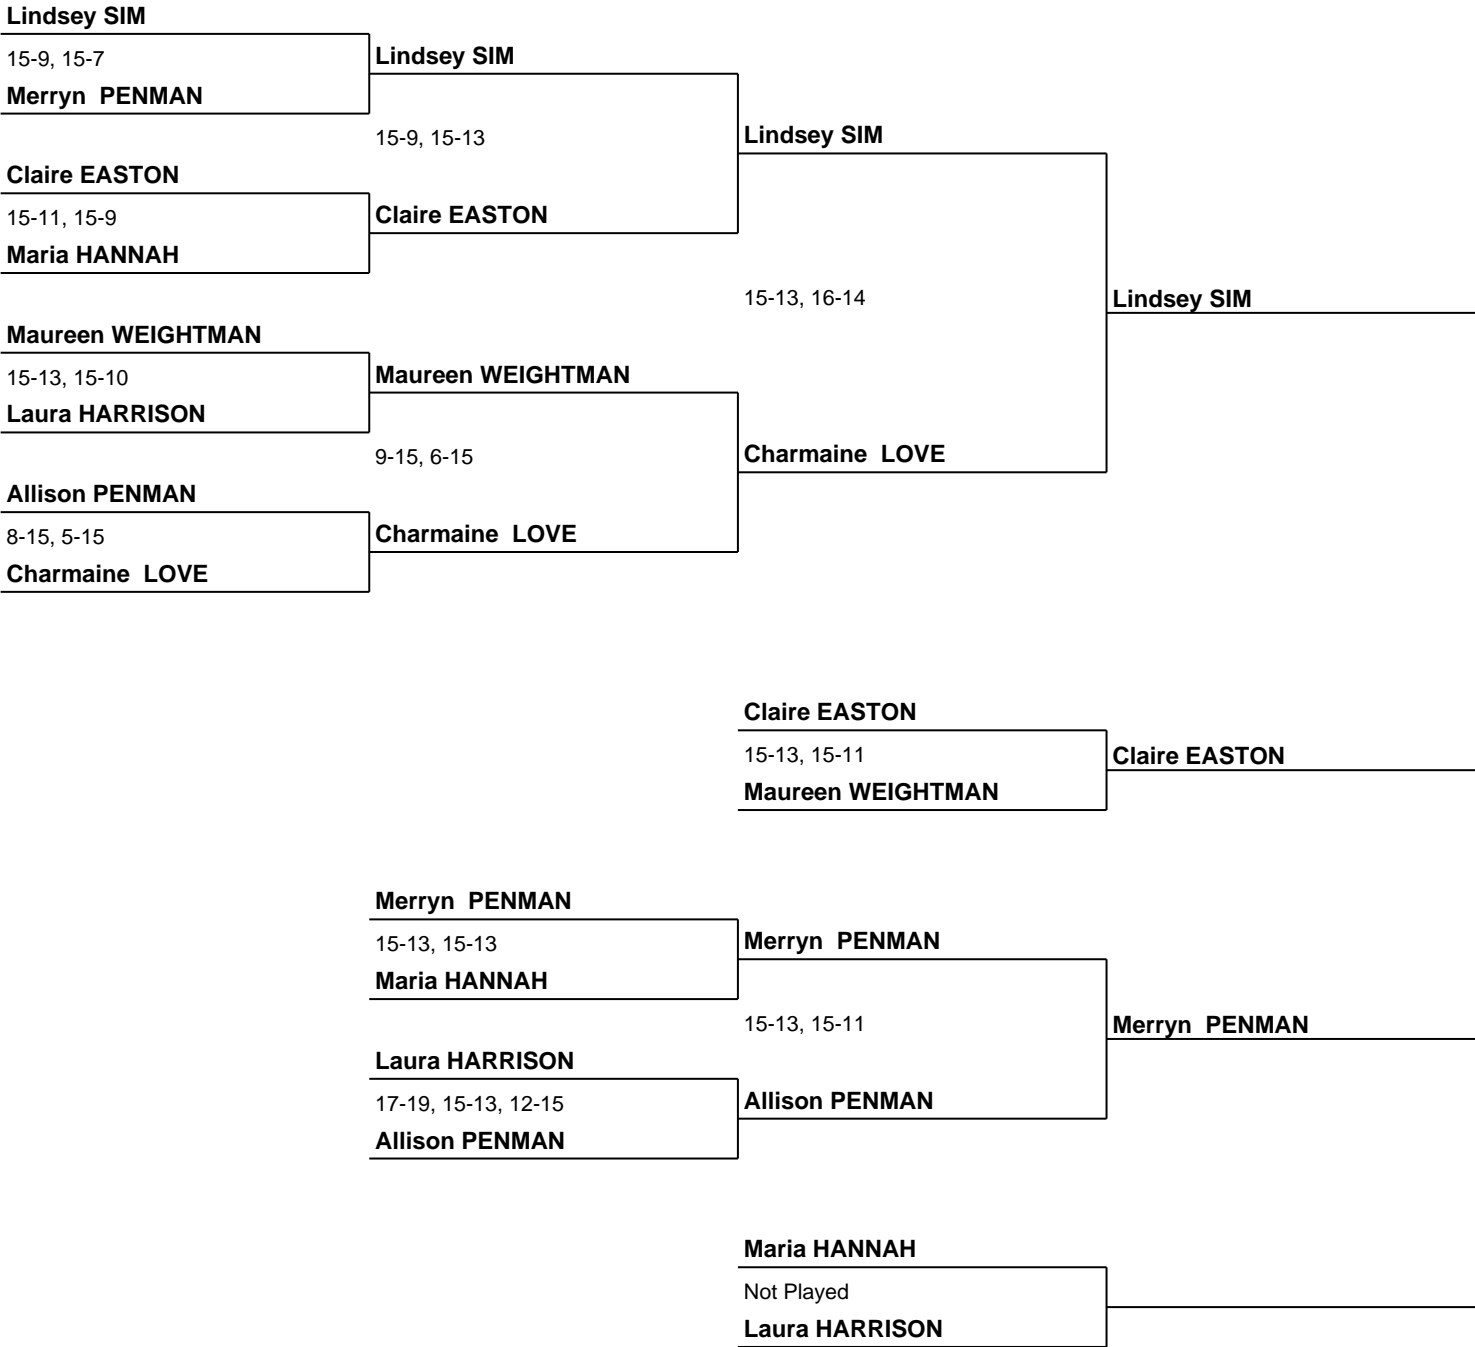 Lindsey SIM
15-9, 15-7
Merryn  PENMAN
Lindsey SIM
15-9, 15-13
Claire EASTON
15-11, 15-9
Maria HANNAH
Claire EASTON
Lindsey SIM
15-13, 16-14
Lindsey SIM
Maureen WEIGHTMAN
15-13, 15-10
Laura HARRISON
Maureen WEIGHTMAN
9-15, 6-15
Charmaine  LOVE
Allison PENMAN
8-15, 5-15
Charmaine  LOVE
Charmaine  LOVE
Claire EASTON
15-13, 15-11
Maureen WEIGHTMAN
Claire EASTON
Merryn  PENMAN
15-13, 15-13
Maria HANNAH
Merryn  PENMAN
15-13, 15-11
Merryn  PENMAN
Laura HARRISON
17-19, 15-13, 12-15
Allison PENMAN
Allison PENMAN
Maria HANNAH
Not Played
Laura HARRISON